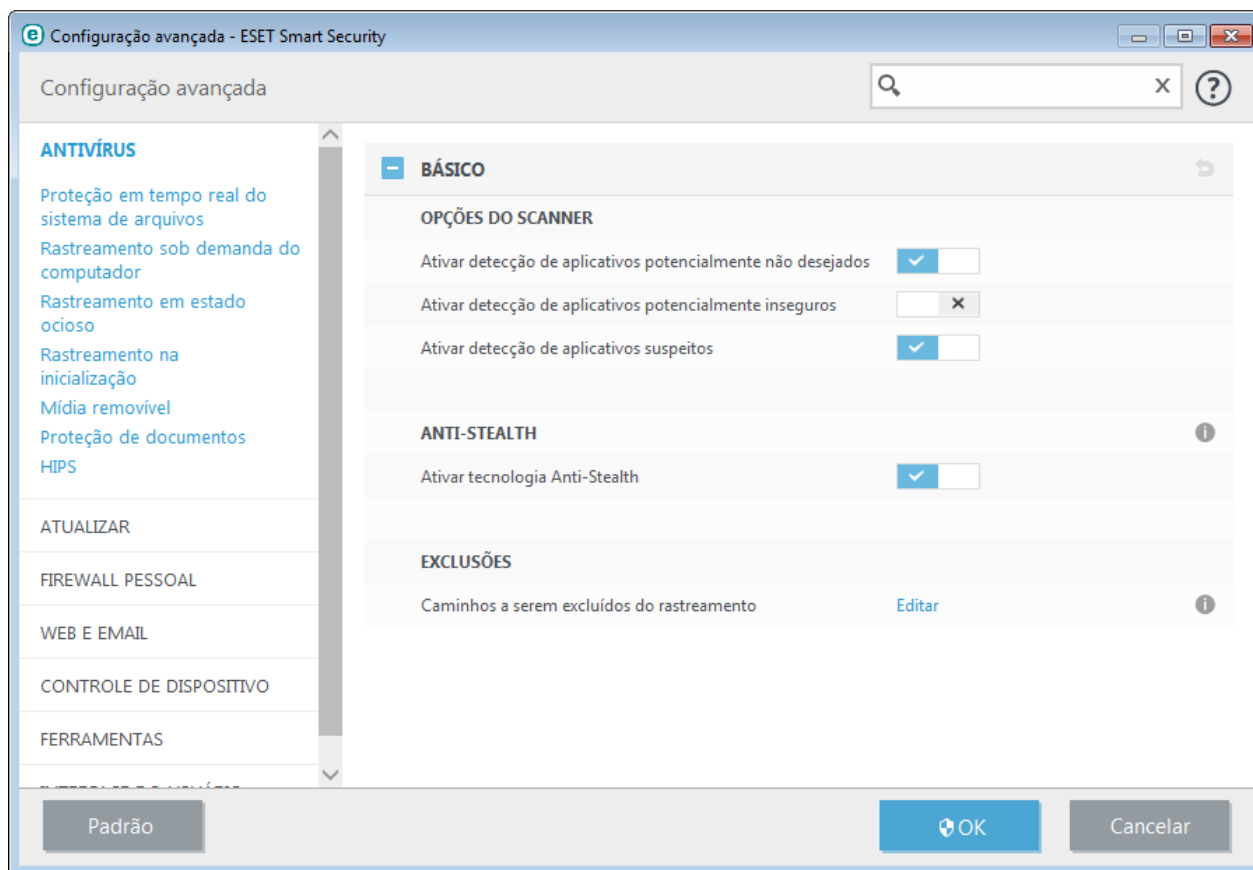 Configuração avançada - ESET Smart Security
Configuração avançada
ANTIVÍRUS
Proteção em tempo real do
sistema de arquivos
Rastreamento sob demanda do
computador
Rastreamento em estado
ocioso
Rastreamento na
inicialização
Mídia removível
Proteção de documentos
HIPS
ATUALIZAR
FIREWALL PESSOAL
WEB E EMAIL
CONTROLE DE DISPOSITIVO
FERRAMENTAS
BÁSICO
OPÇÕES DO SCANNER
Ativar detecção de aplicativos potencialmente não desejados
Ativar detecção de aplicativos potencialmente inseguros
Ativar detecção de aplicativos suspeitos
ANTI-STEALTH
Ativar tecnologia Anti-Stealth
EXCLUSÕES
Caminhos a serem excluídos do rastreamento Editar
Padrão
OK
Cancelar